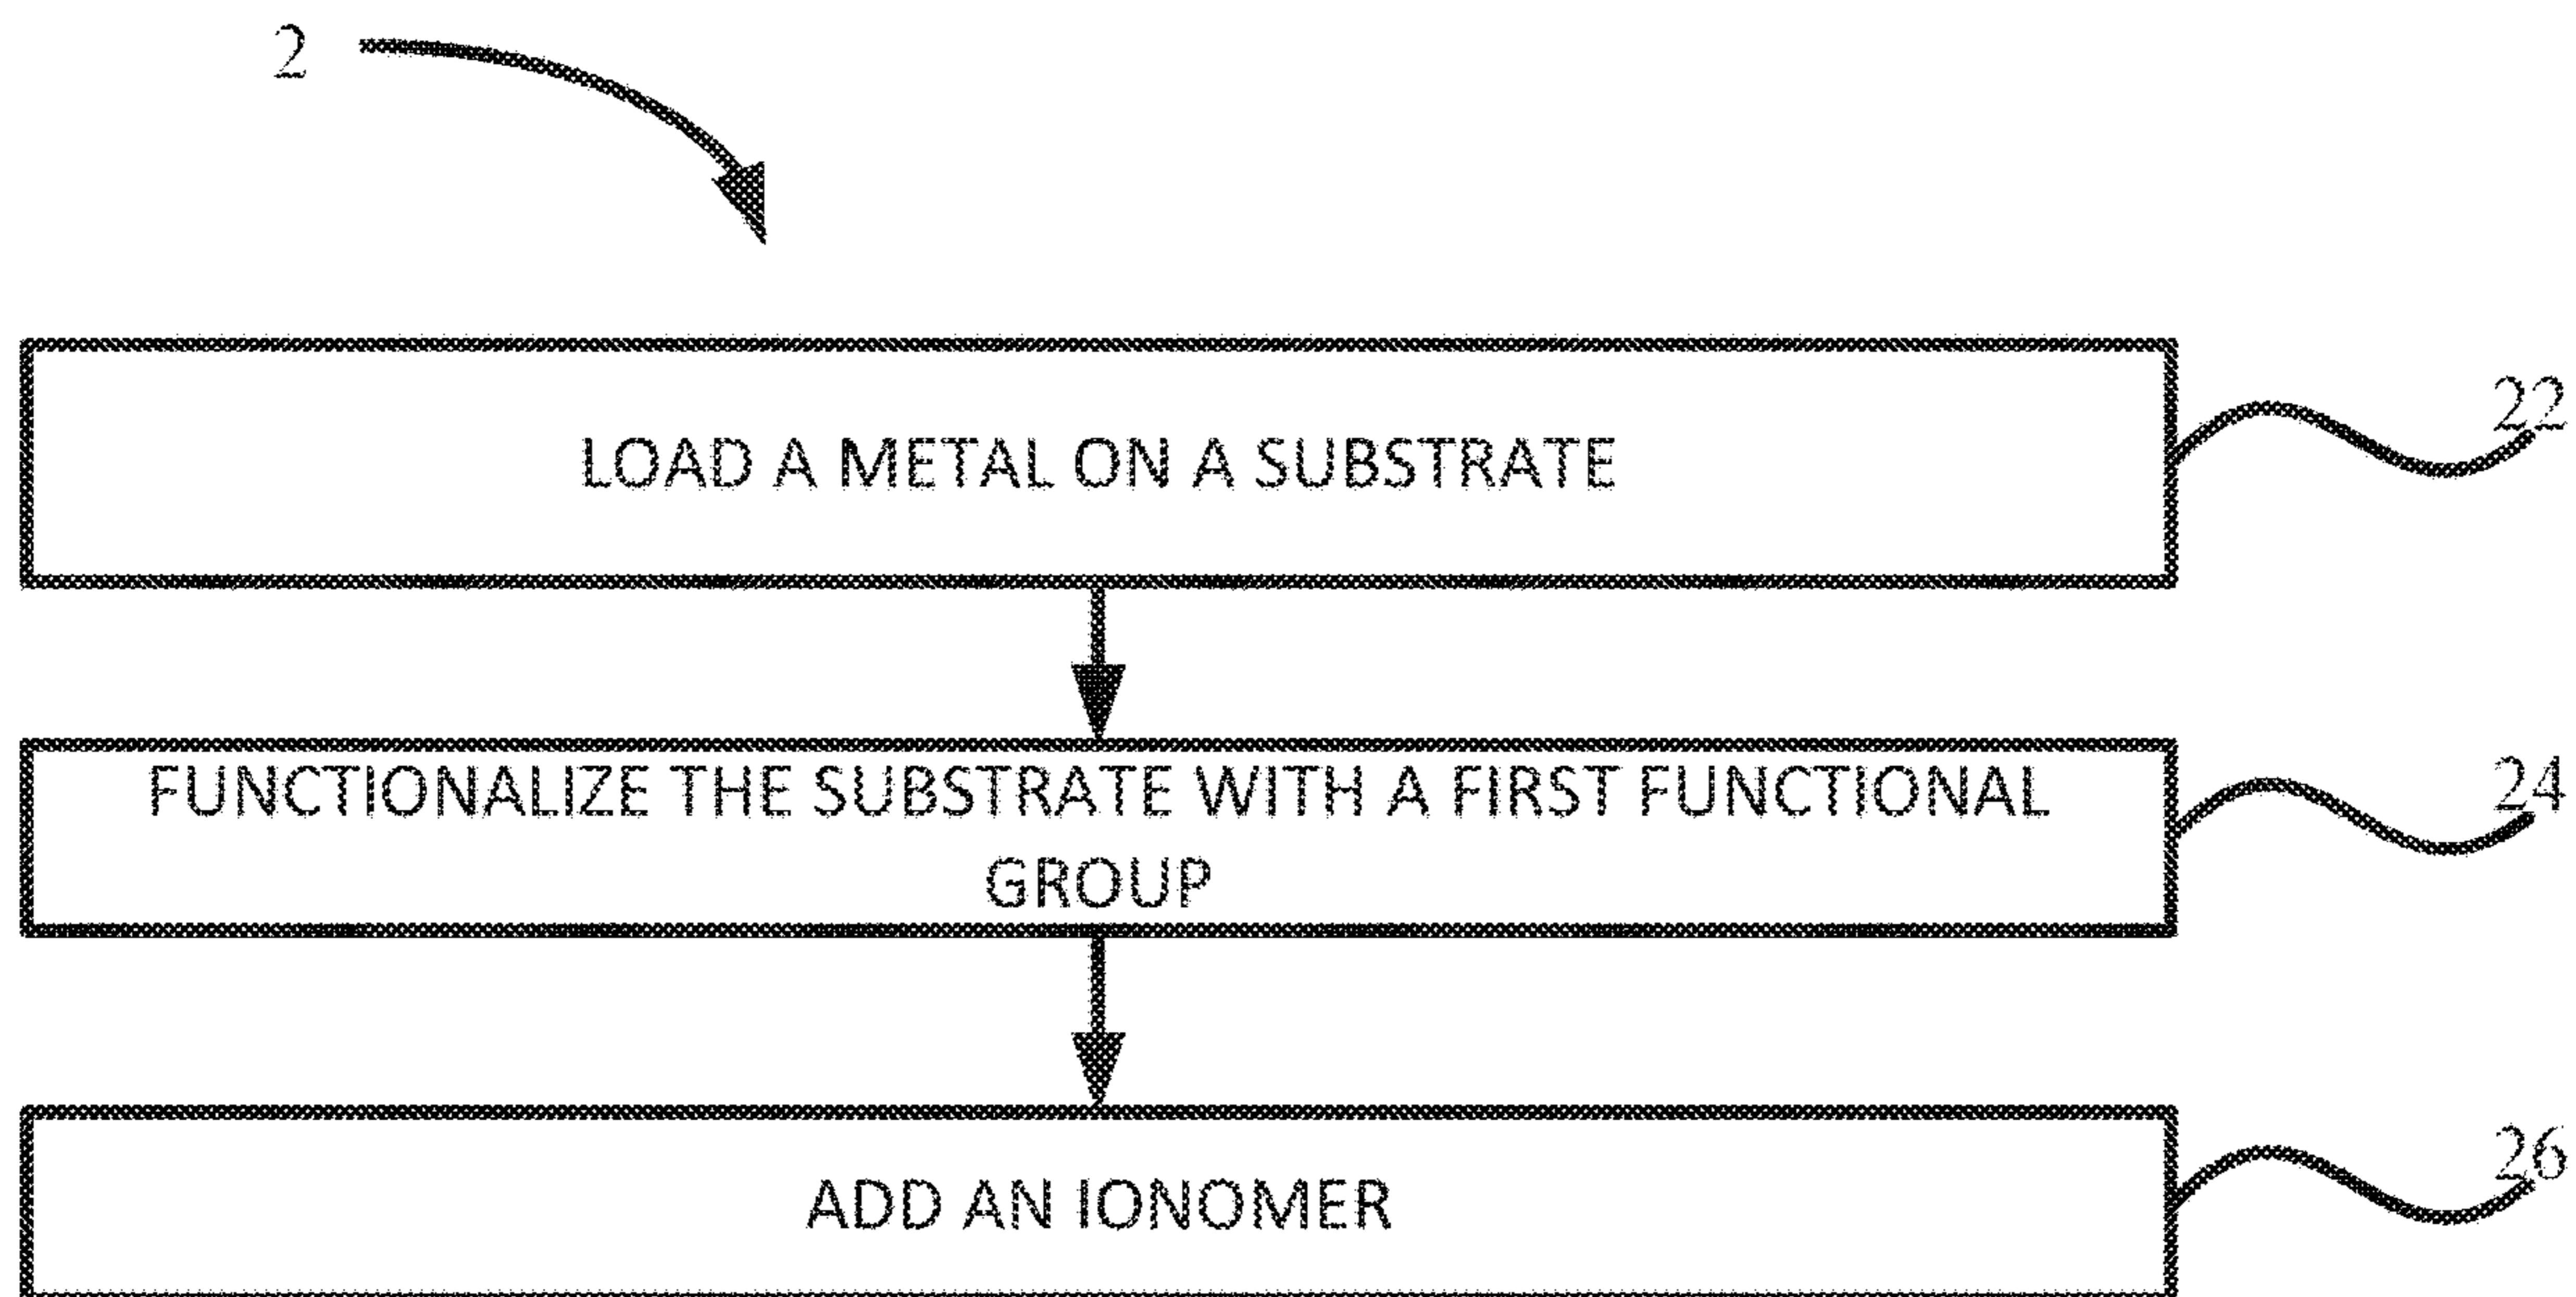 2
LOAD A METAL ON A SUBSTRATE
22
FUNCTIONALIZE THE SUBSTRATE WITH A FIRST FUNCTIONAL
GROUP
24
ADD AN IONOMER
26